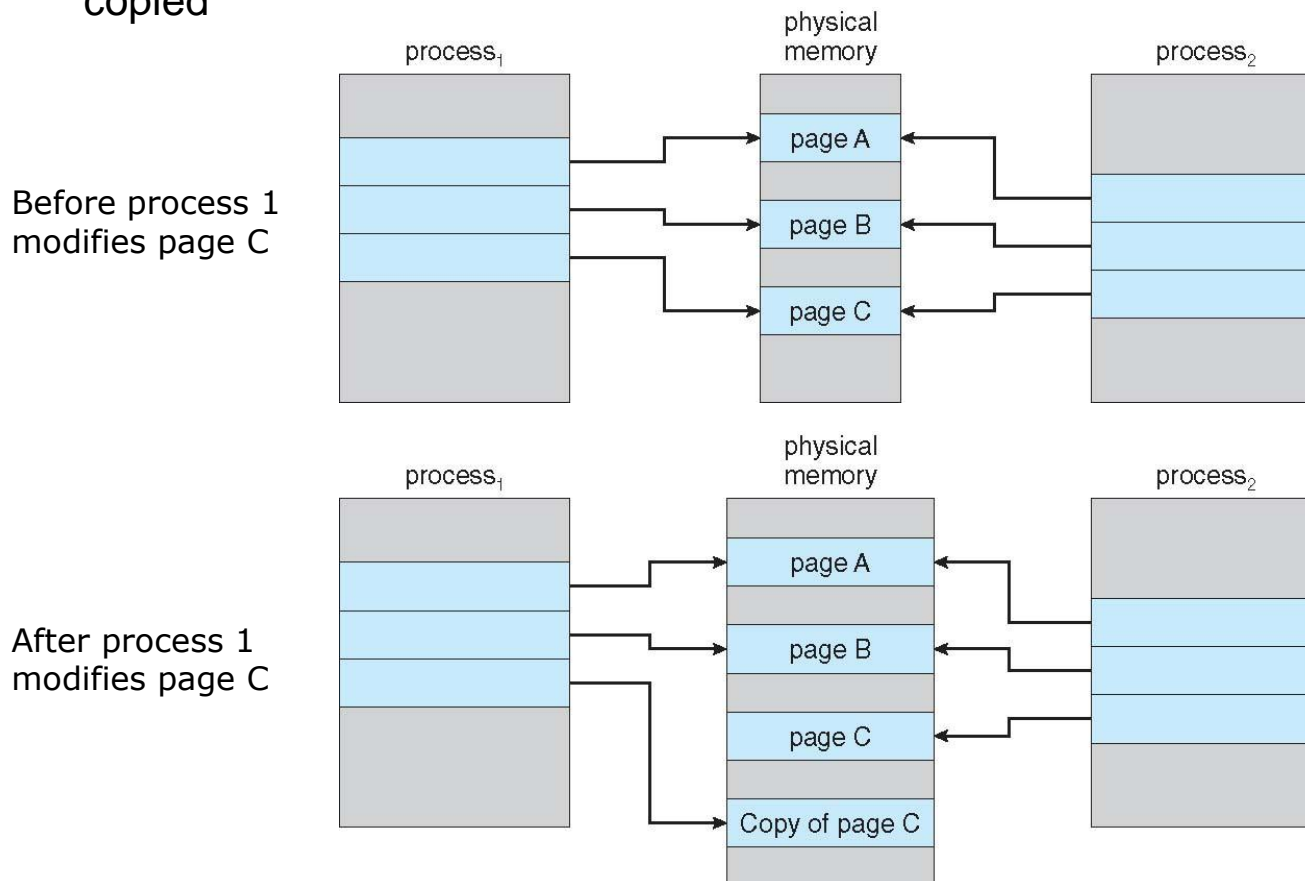 copied
process₁
physical
memory
process₂
page A
page B
page C
Before process 1
modifies page C
process₁
physical
memory
process₂
page A
page B
page C
Copy of page C
After process 1
modifies page C